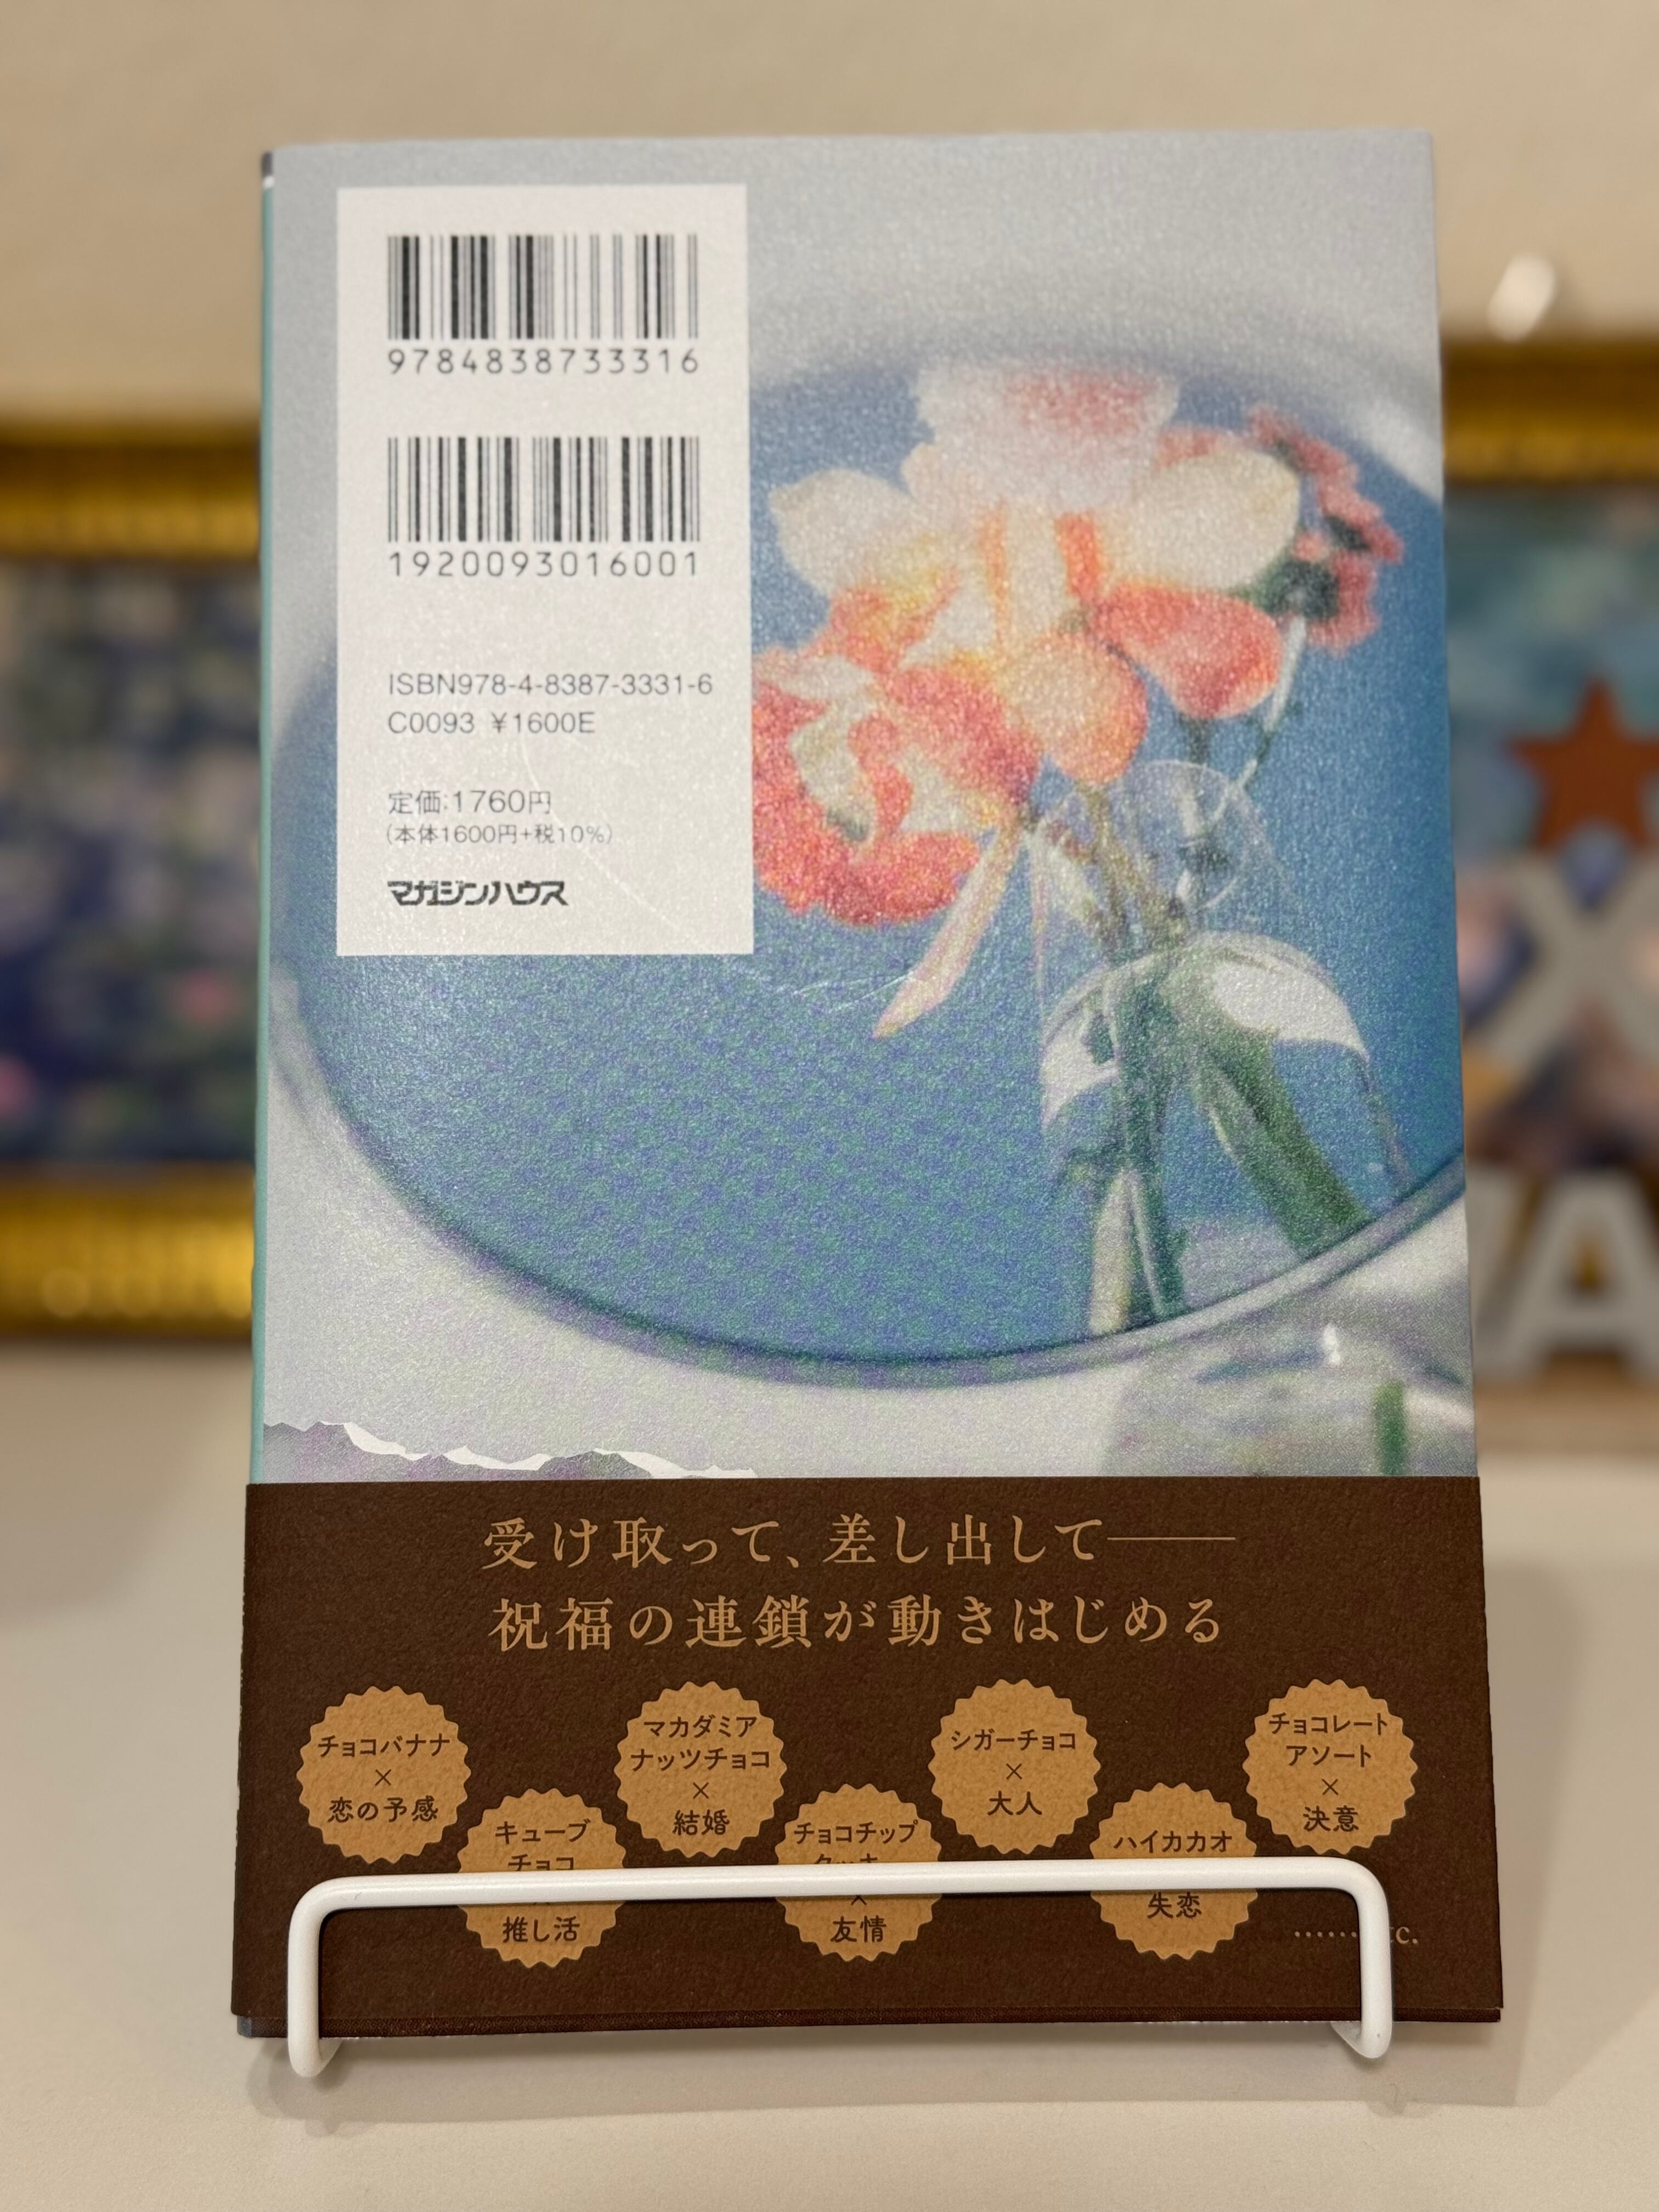 9784838733316
1920093016001
ISBN978-4-8387-3331-6
C0093 ¥1600E
定価:1760円
(本体1600円+税10%)
マガジンハウス
受け取って、差し出して――
祝福の連鎖が動きはじめる
チョコバナナ
×
恋の予感
キューブ
チョコ
推し活
マカダミア
ナッツチョコ
×
結婚
チョコチップ
×
友情
シガーチョコ
×
大人
ハイカカオ
失恋
チョコレート
アソート
×
決意